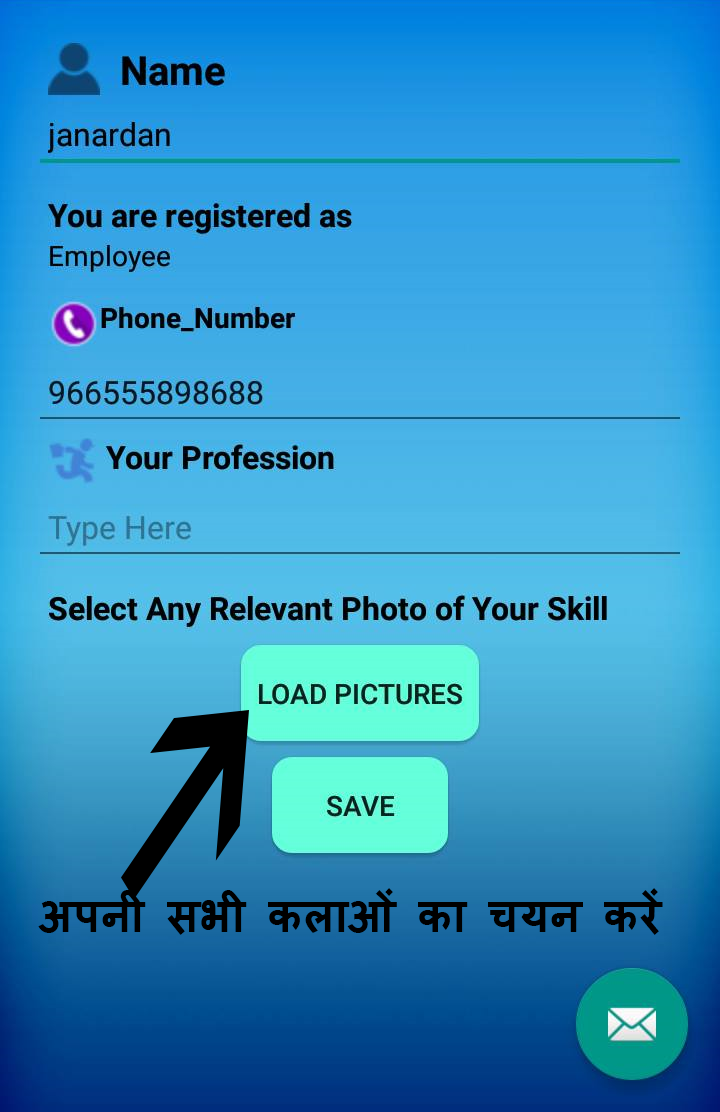 Name
janardan
You are registered as
Employee
Phone_Number
966555898688
Your Profession
Type Here
Select Any Relevant Photo of Your Skill
LOAD PICTURES
SAVE
अपनी सभी कलाओं का चयन करें